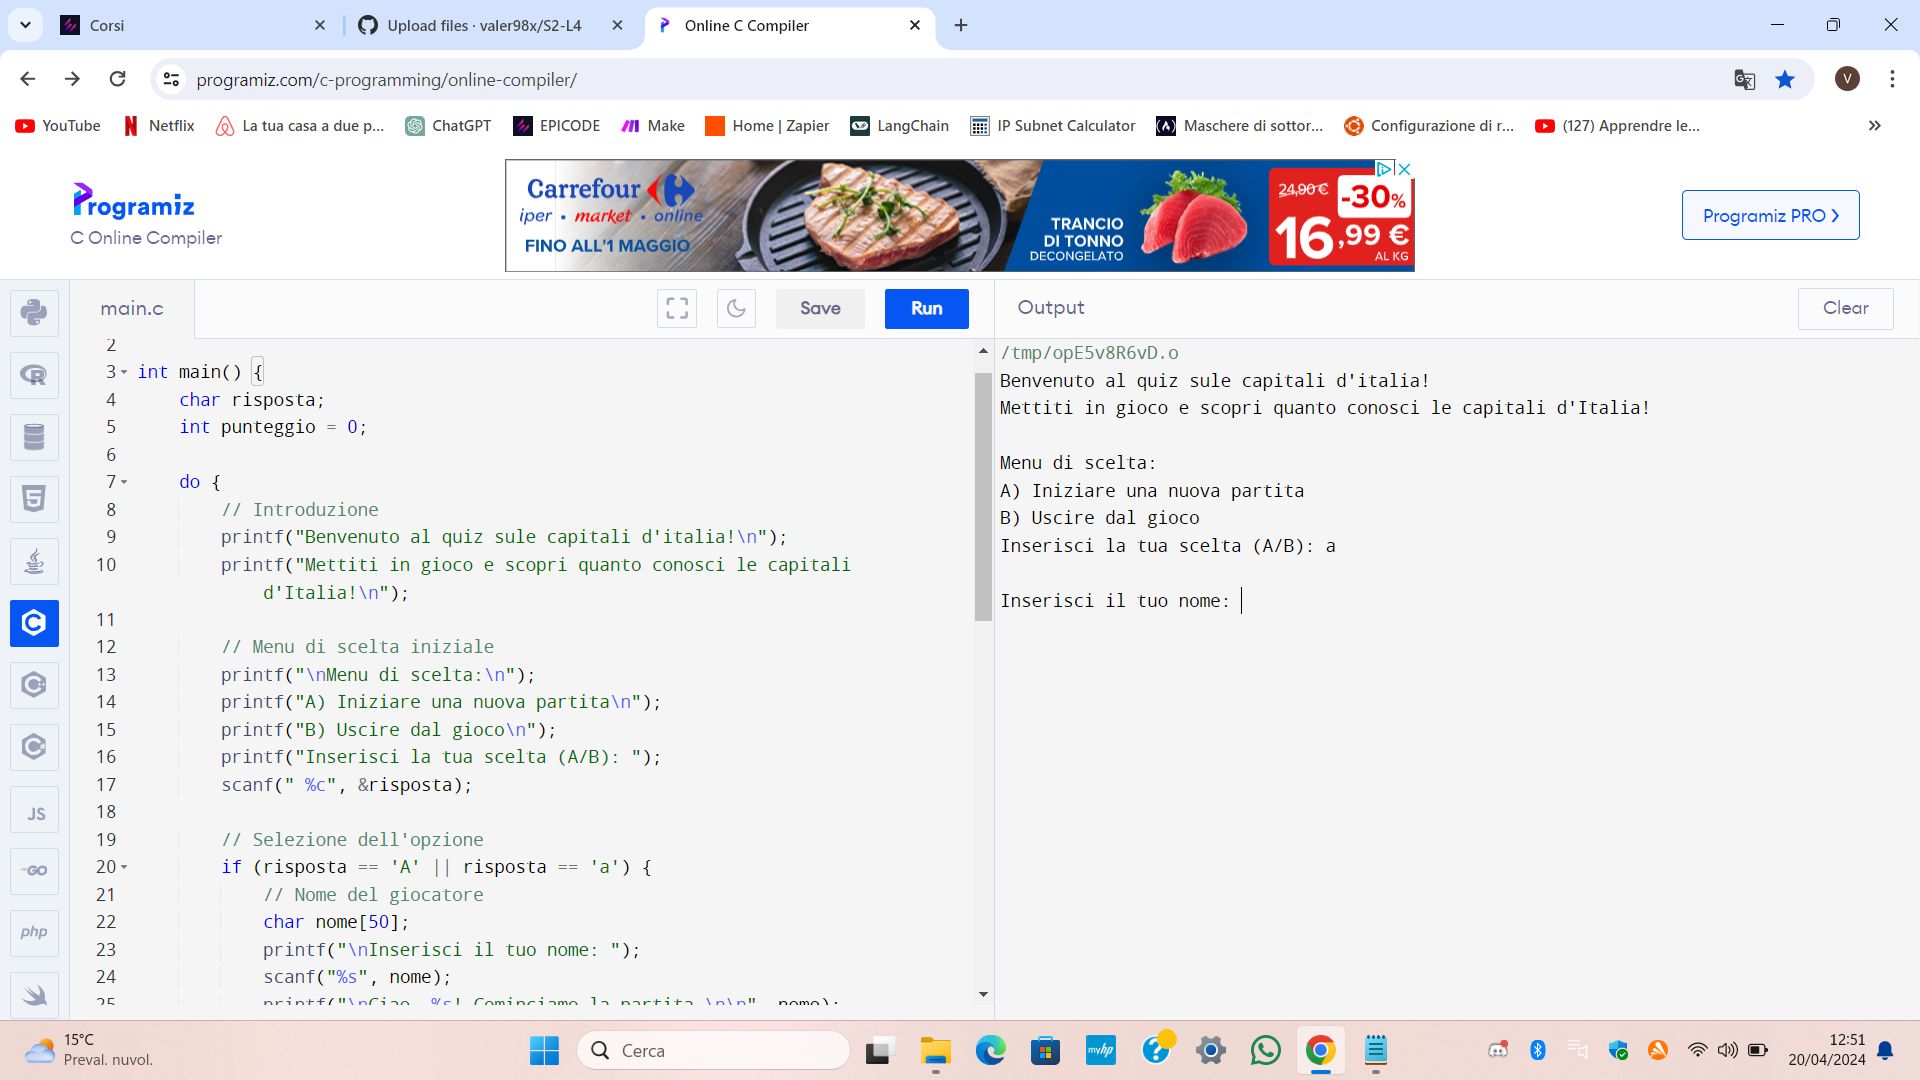 Corsi
Upload files · valer98x/S2-L4
Online C Compiler
programiz.com/c-programming/online-compiler/
V
YouTube
Netflix
La tua casa a due p...
ChatGPT
EPICODE
Make
Home | Zapier
LangChain
IP Subnet Calculator
Maschere di sottor...
Configurazione di r...
(127) Apprendre le...
Programiz
C Online Compiler
Carrefour
iper • market • online
FINO ALL'1 MAGGIO
TRANCIO
DI TONNO
DECONGELATO
24,90 €
-30%
16,99 €
AL KG
Programiz PRO ›
main.c
Save
Run
Output
Clear
2
3 int main() {
4 char risposta;
5 int punteggio = 0;
6
7 do {
8 // Introduzione
9 printf("Benvenuto al quiz sule capitali d'italia!\n");
10 printf("Mettiti in gioco e scopri quanto conosci le capitali
d'Italia!\n");
11
12 // Menu di scelta iniziale
13 printf("\nMenu di scelta:\n");
14 printf("A) Iniziare una nuova partita\n");
15 printf("B) Uscire dal gioco\n");
16 printf("Inserisci la tua scelta (A/B): ");
17 scanf(" %c", &risposta);
18
19 // Selezione dell'opzione
20 if (risposta == 'A' || risposta == 'a') {
21 // Nome del giocatore
22 char nome[50];
23 printf("\nInserisci il tuo nome: ");
24 scanf("%s", nome);
25 printf("\nCiao, %s! Cominciamo la partita.\n\n", nome);
/tmp/opE5v8R6vD.o
Benvenuto al quiz sule capitali d'italia!
Mettiti in gioco e scopri quanto conosci le capitali d'Italia!
Menu di scelta:
A) Iniziare una nuova partita
B) Uscire dal gioco
Inserisci la tua scelta (A/B): a
Inserisci il tuo nome:
JS
GO
php
15°C
Preval. nuvol.
Cerca
myhp
12:51
20/04/2024